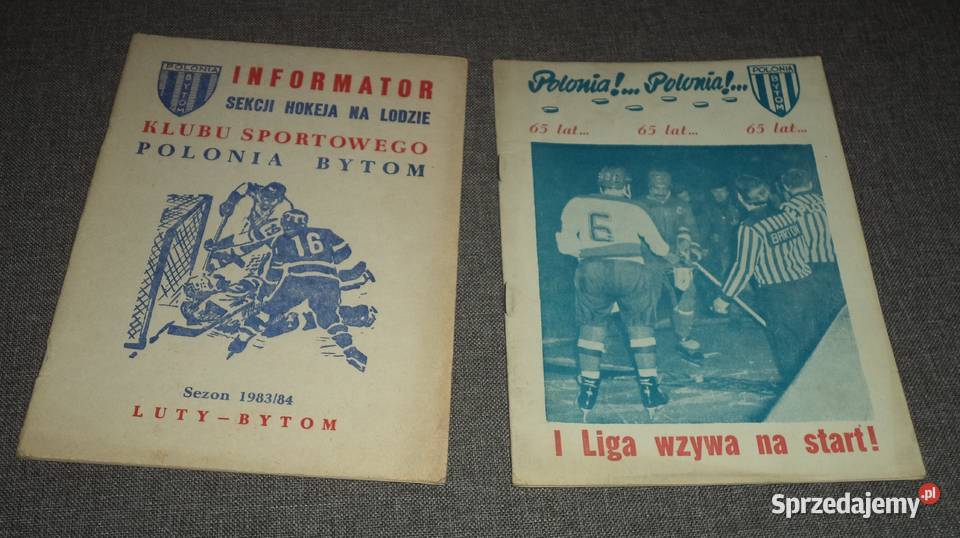 POLONIA
BYTOM
INFORMATOR
SEKCJI HOKEJA NA LODZIE
KLUBU SPORTOWEGO
POLONIA BYTOM
16
Sezon 1983/84
LUTY - BYTOM
Polonia!... Polonia!...
POLONIA
BYTOM
65 lat... 65 lat... 65 lat...
6
BARTON
I Liga wzywa na start!
Sprzedajemy.pl